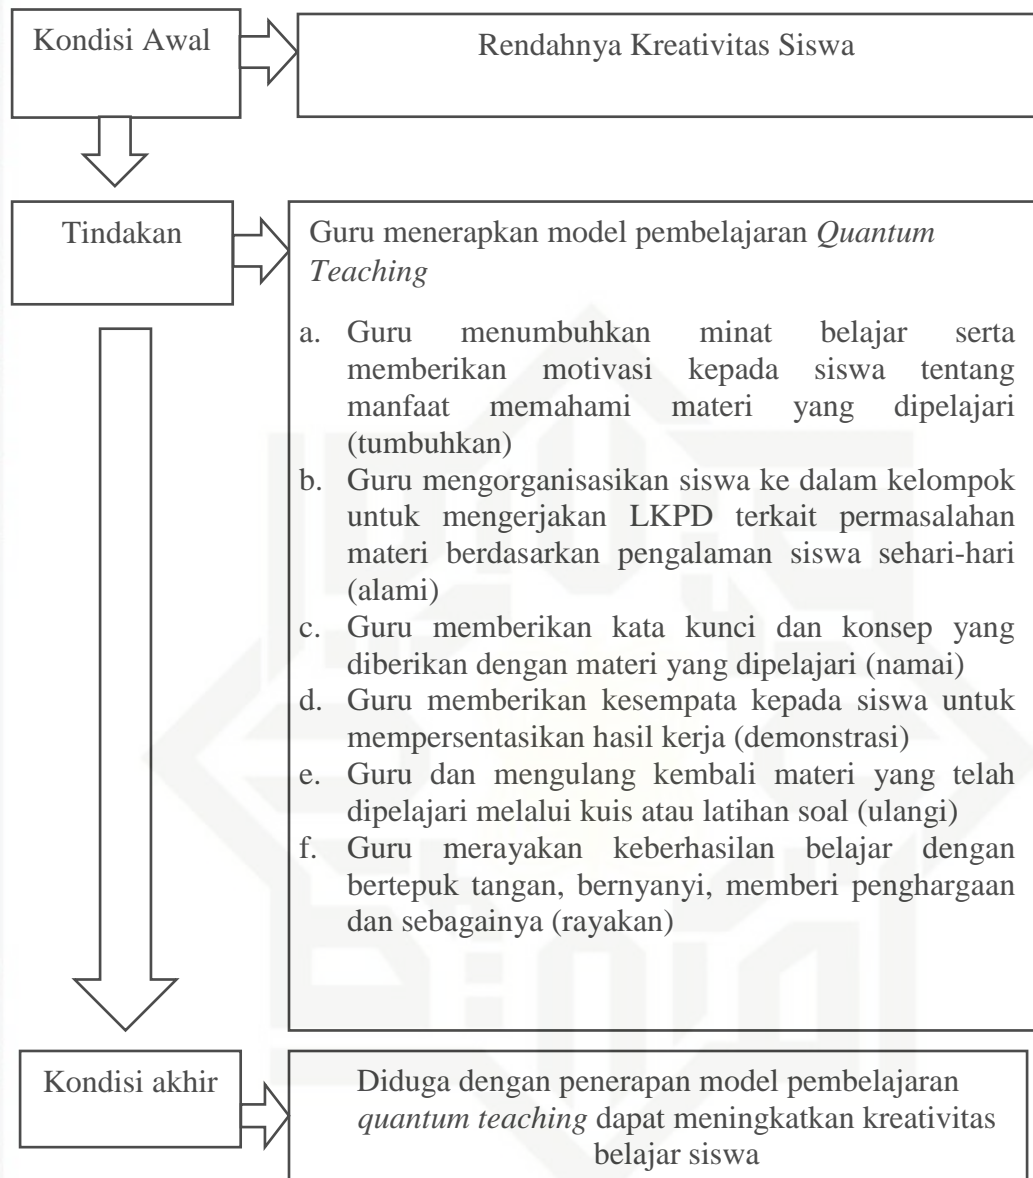 Kondisi Awal
Rendahnya Kreativitas Siswa
Tindakan
Guru menerapkan model pembelajaran Quantum
Teaching
a. Guru menumbuhkan minat belajar serta
memberikan motivasi kepada siswa tentang
manfaat memahami materi yang dipelajari
(tumbuhkan)
b. Guru mengorganisasikan siswa ke dalam kelompok
untuk mengerjakan LKPD terkait permasalahan
materi berdasarkan pengalaman siswa sehari-hari
(alami)
c. Guru memberikan kata kunci dan konsep yang
diberikan dengan materi yang dipelajari (namai)
d. Guru memberikan kesempata kepada siswa untuk
mempersentasikan hasil kerja (demonstrasi)
e. Guru dan mengulang kembali materi yang telah
dipelajari melalui kuis atau latihan soal (ulangi)
f. Guru merayakan keberhasilan belajar dengan
bertepuk tangan, bernyanyi, memberi penghargaan
dan sebagainya (rayakan)
Kondisi akhir
Diduga dengan penerapan model pembelajaran
quantum teaching dapat meningkatkan kreativitas
belajar siswa